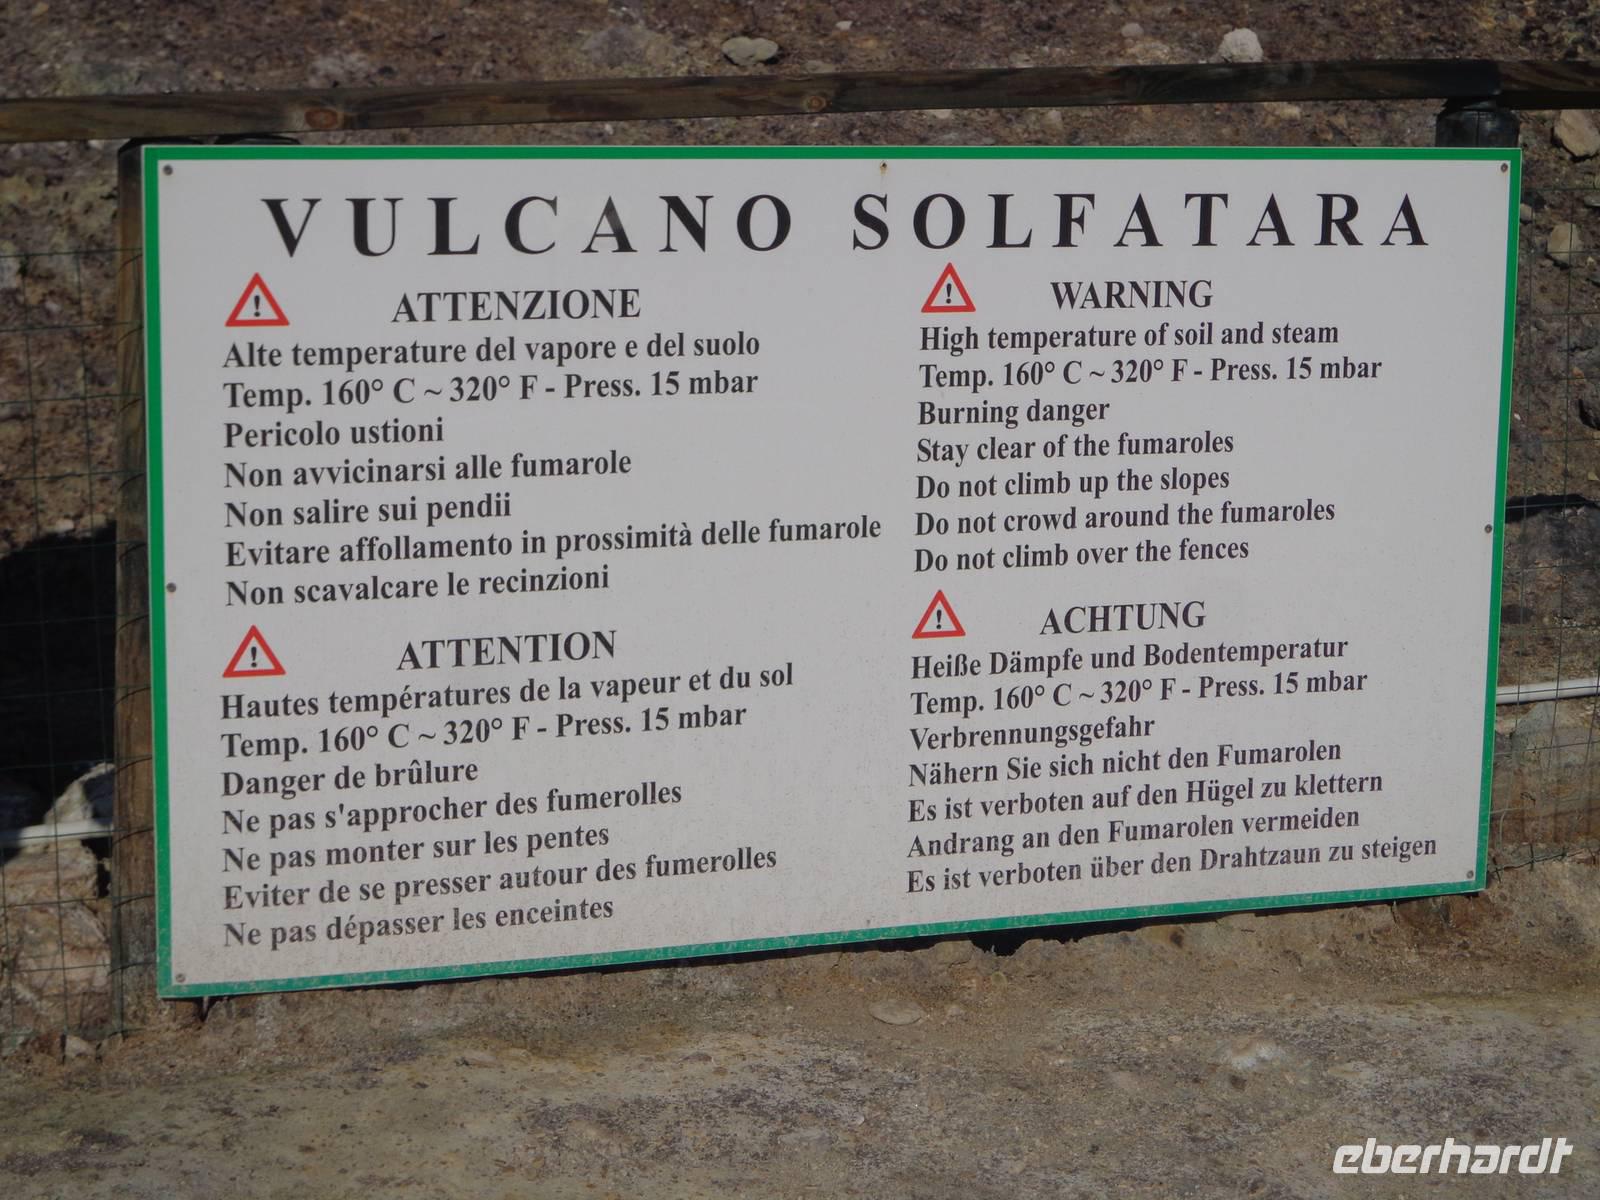 VULCANO SOLFATARA
ATTENZIONE
Alte temperature del vapore e del suolo
Temp. 160° C ~ 320° F - Press. 15 mbar
Pericolo ustioni
Non avvicinarsi alle fumarole
Non salire sui pendii
Evitare affollamento in prossimità delle fumarole
Non scavalcare le recinzioni
WARNING
High temperature of soil and steam
Temp. 160° C ~ 320° F - Press. 15 mbar
Burning danger
Stay clear of the fumaroles
Do not climb up the slopes
Do not crowd around the fumaroles
Do not climb over the fences
ATTENTION
Hautes températures de la vapeur et du sol
Temp. 160° C ~ 320° F - Press. 15 mbar
Danger de brûlure
Ne pas s'approcher des fumerolles
Ne pas monter sur les pentes
Eviter de se presser autour des fumerolles
Ne pas dépasser les enceintes
ACHTUNG
Heiße Dämpfe und Bodentemperatur
Temp. 160° C ~ 320° F - Press. 15 mbar
Verbrennungsgefahr
Nähern Sie sich nicht den Fumarolen
Es ist verboten auf den Hügel zu klettern
Andrang an den Fumarolen vermeiden
Es ist verboten über den Drahtzaun zu steigen
eberhardt